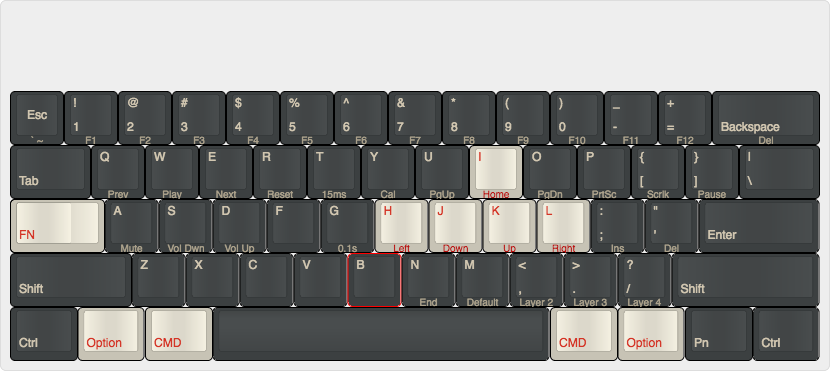 Esc ! @ # $ % ^ & * ( ) _ +
1 2 3 4 5 6 7 8 9 0 - = Backspace
` ~ F1 F2 F3 F4 F5 F6 F7 F8 F9 F10 F11 F12 Del
Q W E R T Y U I O P { } |
Tab [ ] \
Prev Play Next Reset 15ms Cal PgUp Home PgDn PrtSc Scrlk Pause
A S D F G H J K L : "
FN ; ' Enter
Mute Vol Dwn Vol Up 0.1s Left Down Up Right Ins Del
Z X C V B N M < > ?
Shift , . / Shift
End Default Layer 2 Layer 3 Layer 4
Ctrl Option CMD CMD Option Pn Ctrl